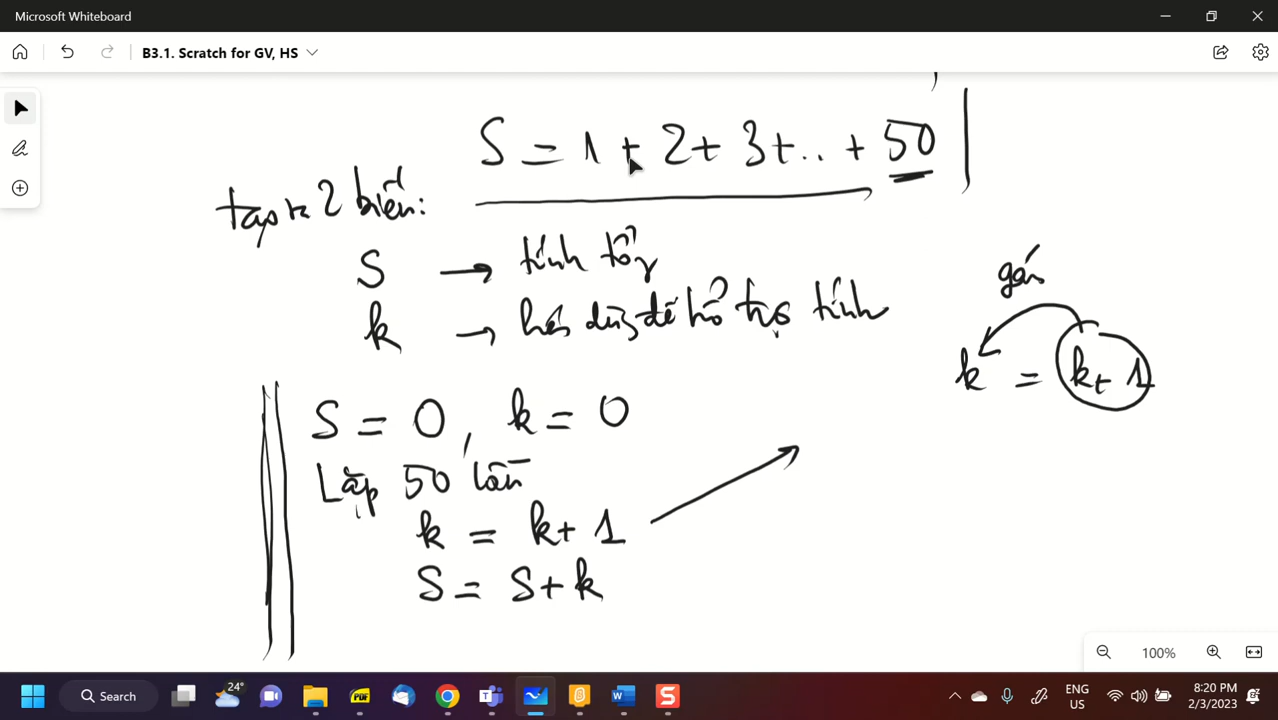 Microsoft Whiteboard
B3.1. Scratch for GV, HS
S = 1 + 2 + 3 + .. + 50
tạo ra 2 biến:
S → tính tổng
k → dùng để hỗ trợ tính
gán
k = k + 1
S = 0, k = 0
Lặp 50 lần
k = k + 1
S = S + k
100%
Search
24°
PDF
ENG
US
8:20 PM
2/3/2023